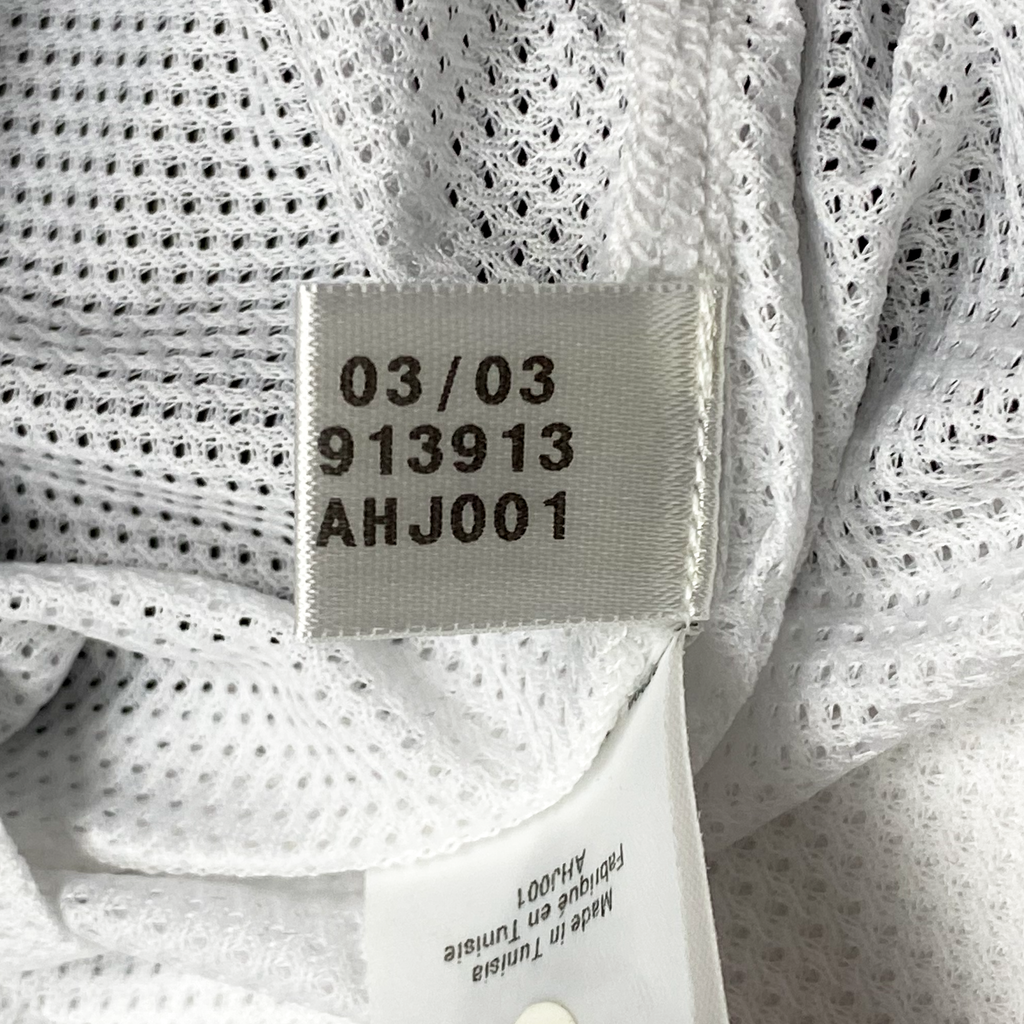 03/03
913913
AHJ001
Made in Tunisia
Fabriqué en Tunisie
AHJ001